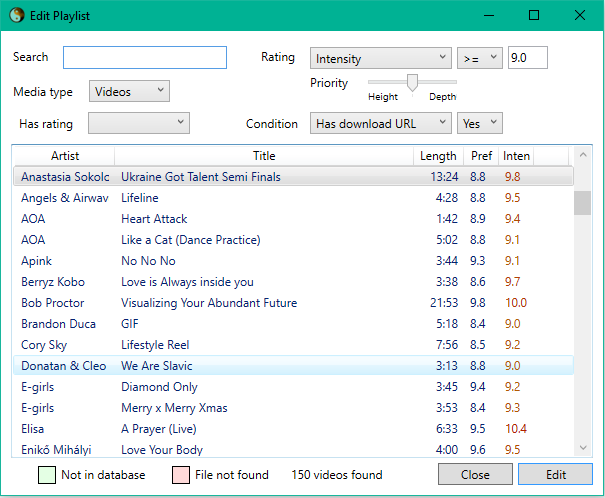 Edit Playlist
Search Rating Intensity >= 9.0
Priority
Media type Videos Height Depth
Has rating Condition Has download URL Yes
Artist Title Length Pref Inten
Anastasia Sokolc Ukraine Got Talent Semi Finals 13:24 8.8 9.8
Angels & Airwav Lifeline 4:28 8.8 9.5
AOA Heart Attack 1:42 8.9 9.4
AOA Like a Cat (Dance Practice) 5:02 8.8 9.1
Apink No No No 3:44 9.3 9.1
Berryz Kobo Love is Always inside you 3:38 8.6 9.7
Bob Proctor Visualizing Your Abundant Future 21:53 9.8 10.0
Brandon Duca GIF 5:18 8.4 9.0
Cory Sky Lifestyle Reel 7:56 8.5 9.2
Donatan & Cleo We Are Slavic 3:13 8.8 9.0
E-girls Diamond Only 3:45 9.4 9.2
E-girls Merry x Merry Xmas 3:53 8.4 9.3
Elisa A Prayer (Live) 6:33 9.5 10.4
Enikő Mihályi Love Your Body 4:00 9.6 9.5
Not in database File not found 150 videos found Close Edit